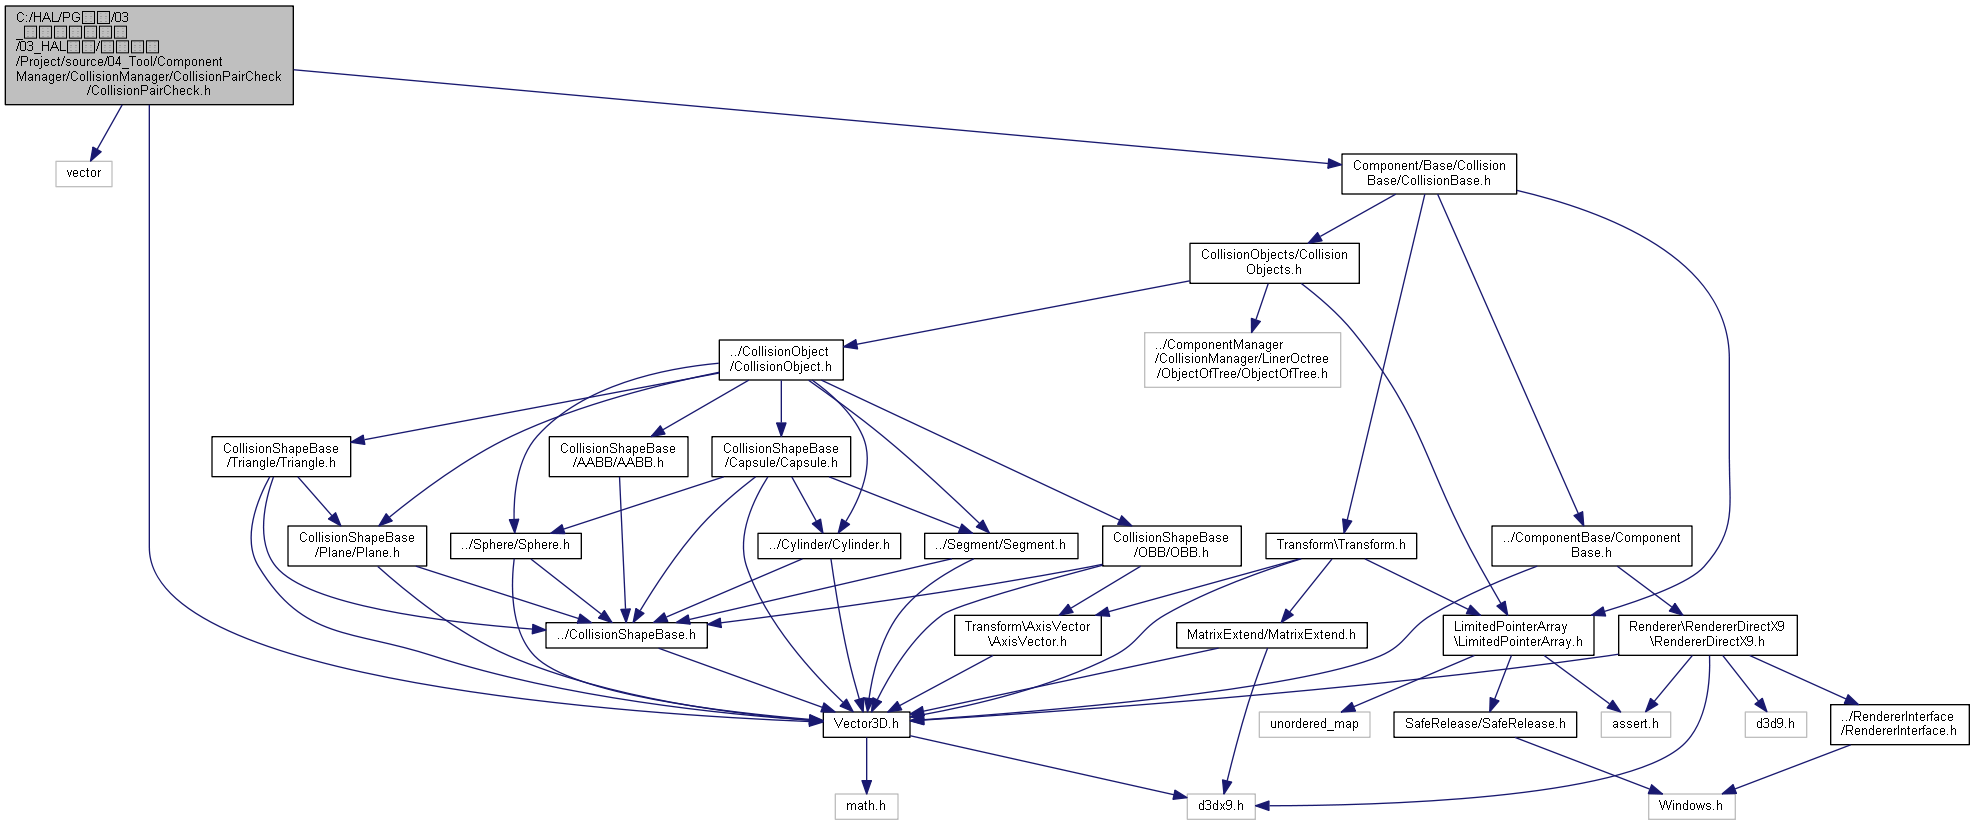 C:/HAL/PG□□/03
_□□□□□□□
/03_HAL□□/□□□□
/Project/source/04_Tool/Component
Manager/CollisionManager/CollisionPairCheck
/CollisionPairCheck.h
vector
Component/Base/Collision
Base/CollisionBase.h
CollisionObjects/Collision
Objects.h
../CollisionObject
/CollisionObject.h
../ComponentManager
/CollisionManager/LinerOctree
/ObjectOfTree/ObjectOfTree.h
CollisionShapeBase
/Triangle/Triangle.h
CollisionShapeBase
/AABB/AABB.h
CollisionShapeBase
/Capsule/Capsule.h
CollisionShapeBase
/Plane/Plane.h
../Sphere/Sphere.h
../Cylinder/Cylinder.h
../Segment/Segment.h
CollisionShapeBase
/OBB/OBB.h
Transform\Transform.h
../ComponentBase/Component
Base.h
../CollisionShapeBase.h
Transform\AxisVector
\AxisVector.h
MatrixExtend/MatrixExtend.h
LimitedPointerArray
\LimitedPointerArray.h
Renderer\RendererDirectX9
\RendererDirectX9.h
Vector3D.h
unordered_map
SafeRelease/SafeRelease.h
assert.h
d3d9.h
../RendererInterface
/RendererInterface.h
math.h
d3dx9.h
Windows.h